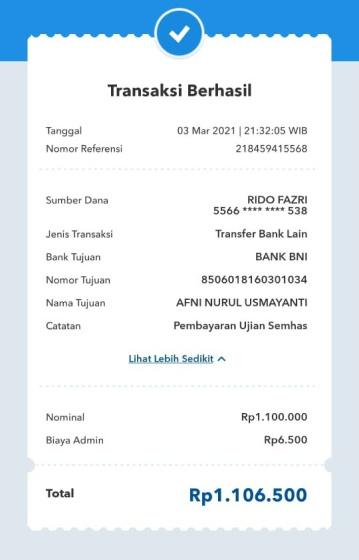 Transaksi Berhasil
Tanggal 03 Mar 2021 | 21:32:05 WIB
Nomor Referensi 218459415568
Sumber Dana RIDO FAZRI
5566 **** **** 538
Jenis Transaksi Transfer Bank Lain
Bank Tujuan BANK BNI
Nomor Tujuan 8506018160301034
Nama Tujuan AFNI NURUL USMAYANTI
Catatan Pembayaran Ujian Semhas
Lihat Lebih Sedikit
Nominal Rp1.100.000
Biaya Admin Rp6.500
Total Rp1.106.500